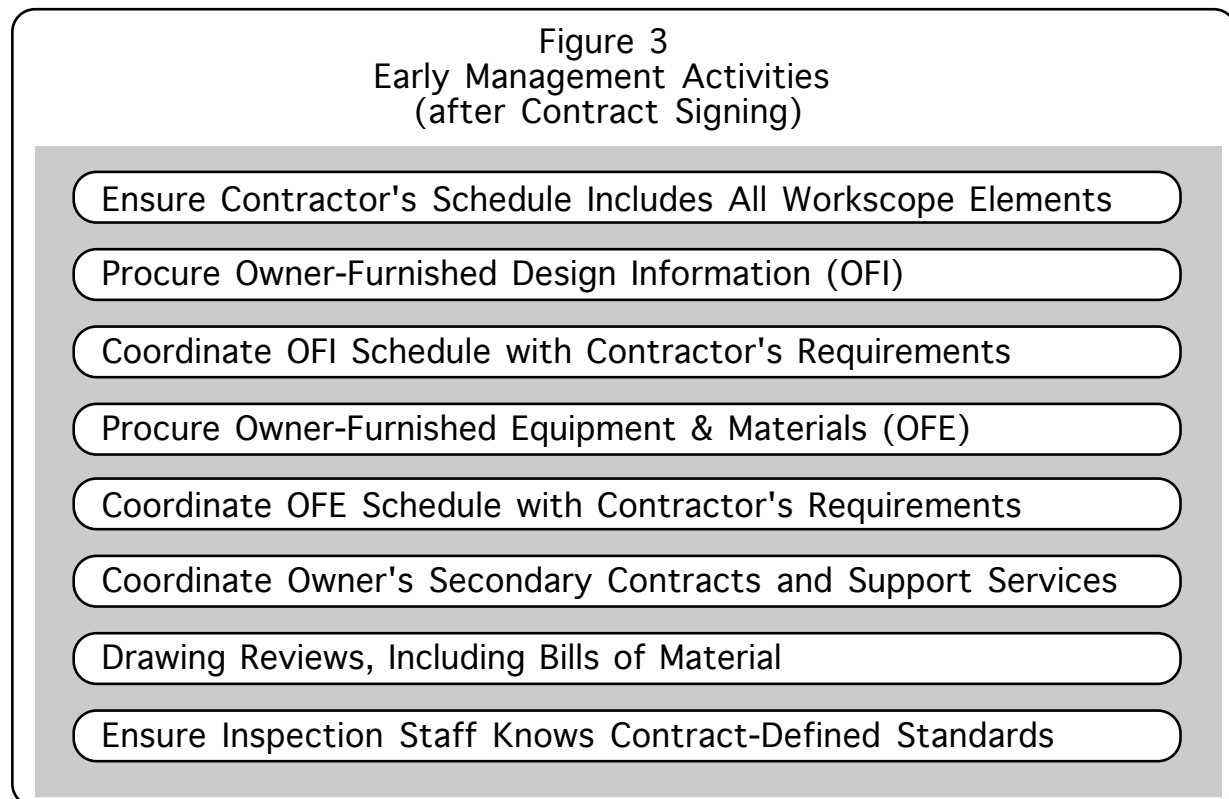 Figure 3
Early Management Activities
(after Contract Signing)
Ensure Contractor's Schedule Includes All Workscope Elements
Procure Owner-Furnished Design Information (OFI)
Coordinate OFI Schedule with Contractor's Requirements
Procure Owner-Furnished Equipment & Materials (OFE)
Coordinate OFE Schedule with Contractor's Requirements
Coordinate Owner's Secondary Contracts and Support Services
Drawing Reviews, Including Bills of Material
Ensure Inspection Staff Knows Contract-Defined Standards